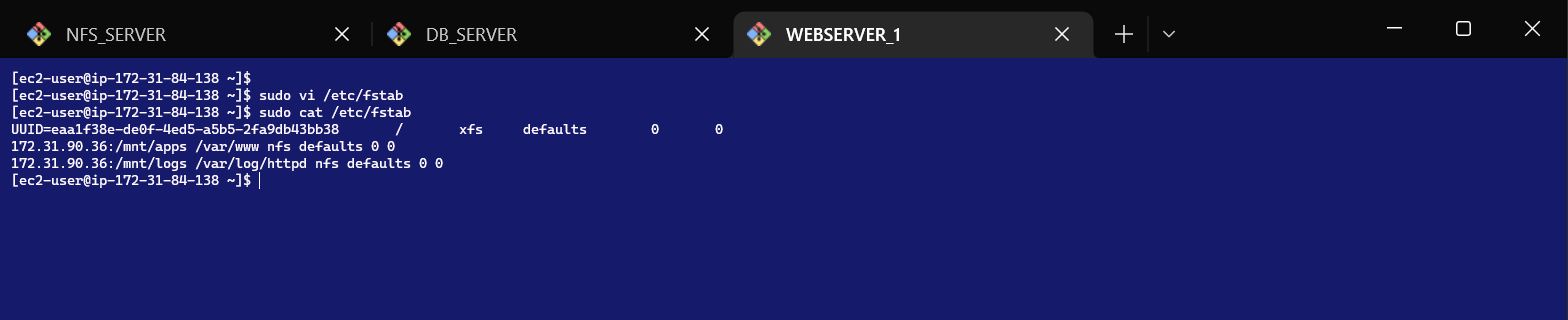 NFS_SERVER DB_SERVER WEBSERVER_1
[ec2-user@ip-172-31-84-138 ~]$
[ec2-user@ip-172-31-84-138 ~]$ sudo vi /etc/fstab
[ec2-user@ip-172-31-84-138 ~]$ sudo cat /etc/fstab
UUID=eaa1f38e-de0f-4ed5-a5b5-2fa9db43bb38 / xfs defaults 0 0
172.31.90.36:/mnt/apps /var/www nfs defaults 0 0
172.31.90.36:/mnt/logs /var/log/httpd nfs defaults 0 0
[ec2-user@ip-172-31-84-138 ~]$